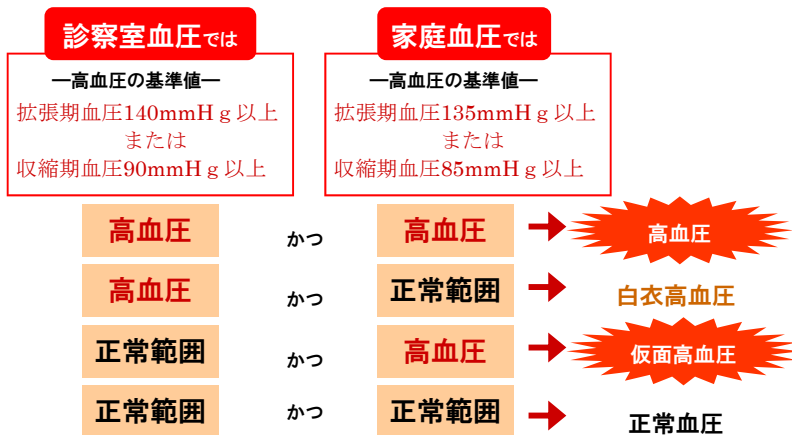 診察室血圧では
―高血圧の基準値―
拡張期血圧140mmHｇ以上
または
収縮期血圧90mmHｇ以上
家庭血圧では
―高血圧の基準値―
拡張期血圧135mmHｇ以上
または
収縮期血圧85mmHｇ以上
高血圧 かつ 高血圧 高血圧
高血圧 かつ 正常範囲 白衣高血圧
正常範囲 かつ 高血圧 仮面高血圧
正常範囲 かつ 正常範囲 正常血圧